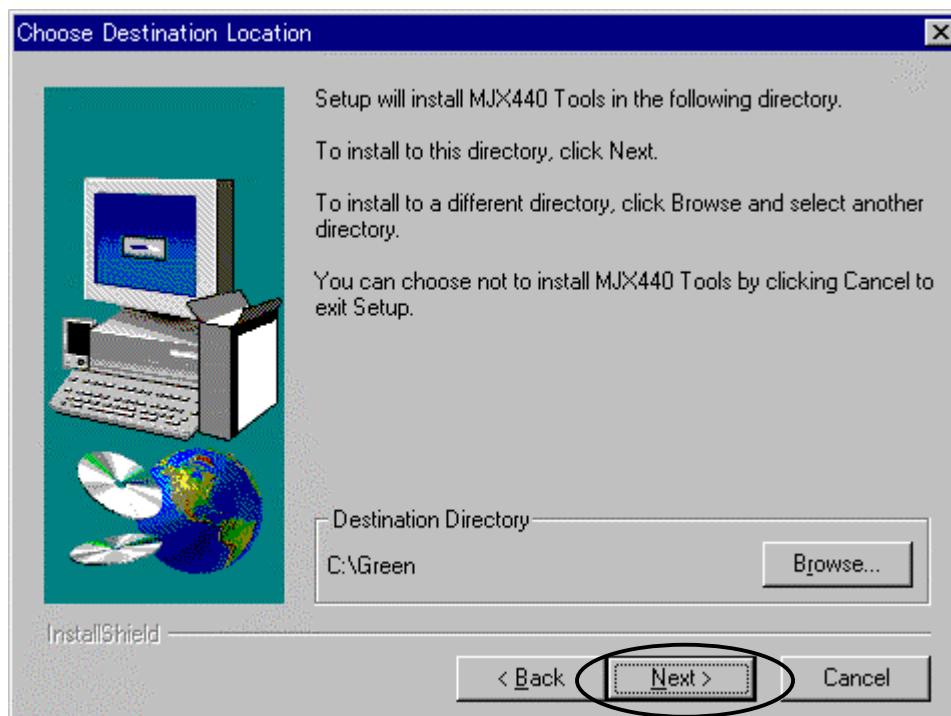 Choose Destination Location
Setup will install MJX440 Tools in the following directory.
To install to this directory, click Next.
To install to a different directory, click Browse and select another
directory.
You can choose not to install MJX440 Tools by clicking Cancel to
exit Setup.
Destination Directory
C:\Green
Browse...
InstallShield
< Back
Next >
Cancel